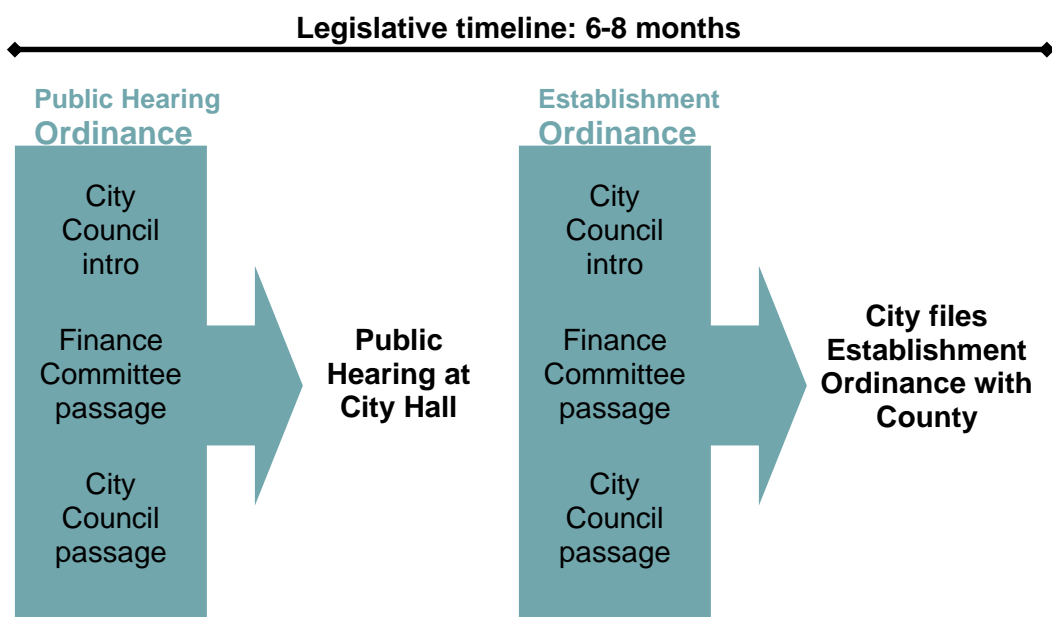 Legislative timeline: 6-8 months
Public Hearing
Ordinance
City
Council
intro
Finance
Committee
passage
City
Council
passage
Public
Hearing at
City Hall
Establishment
Ordinance
City
Council
intro
Finance
Committee
passage
City
Council
passage
City files
Establishment
Ordinance with
County